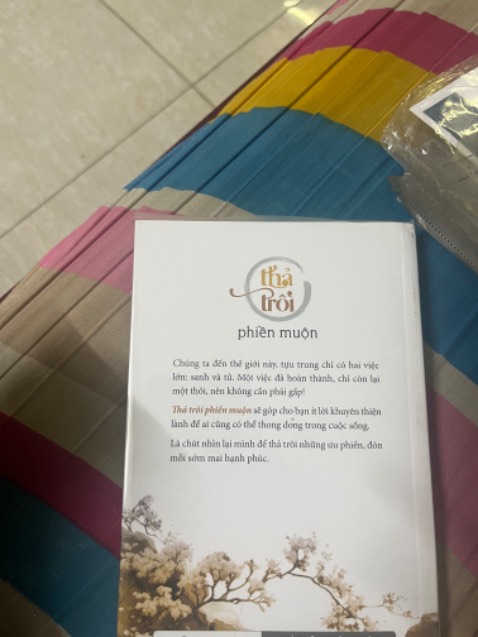 thả
trôi
phiền muộn
Chúng ta đến thế giới này, tựu trung chỉ có hai việc
lớn: sanh và tử. Một việc đã hoàn thành, chỉ còn lại
một thôi, nên không cần phải gấp!
Thả trôi phiền muộn sẽ góp cho bạn ít lời khuyên thiện
lành để ai cũng có thể thong dong trong cuộc sống.
Là chút nhìn lại mình để thả trôi những ưu phiền, đón
mỗi sớm mai hạnh phúc.